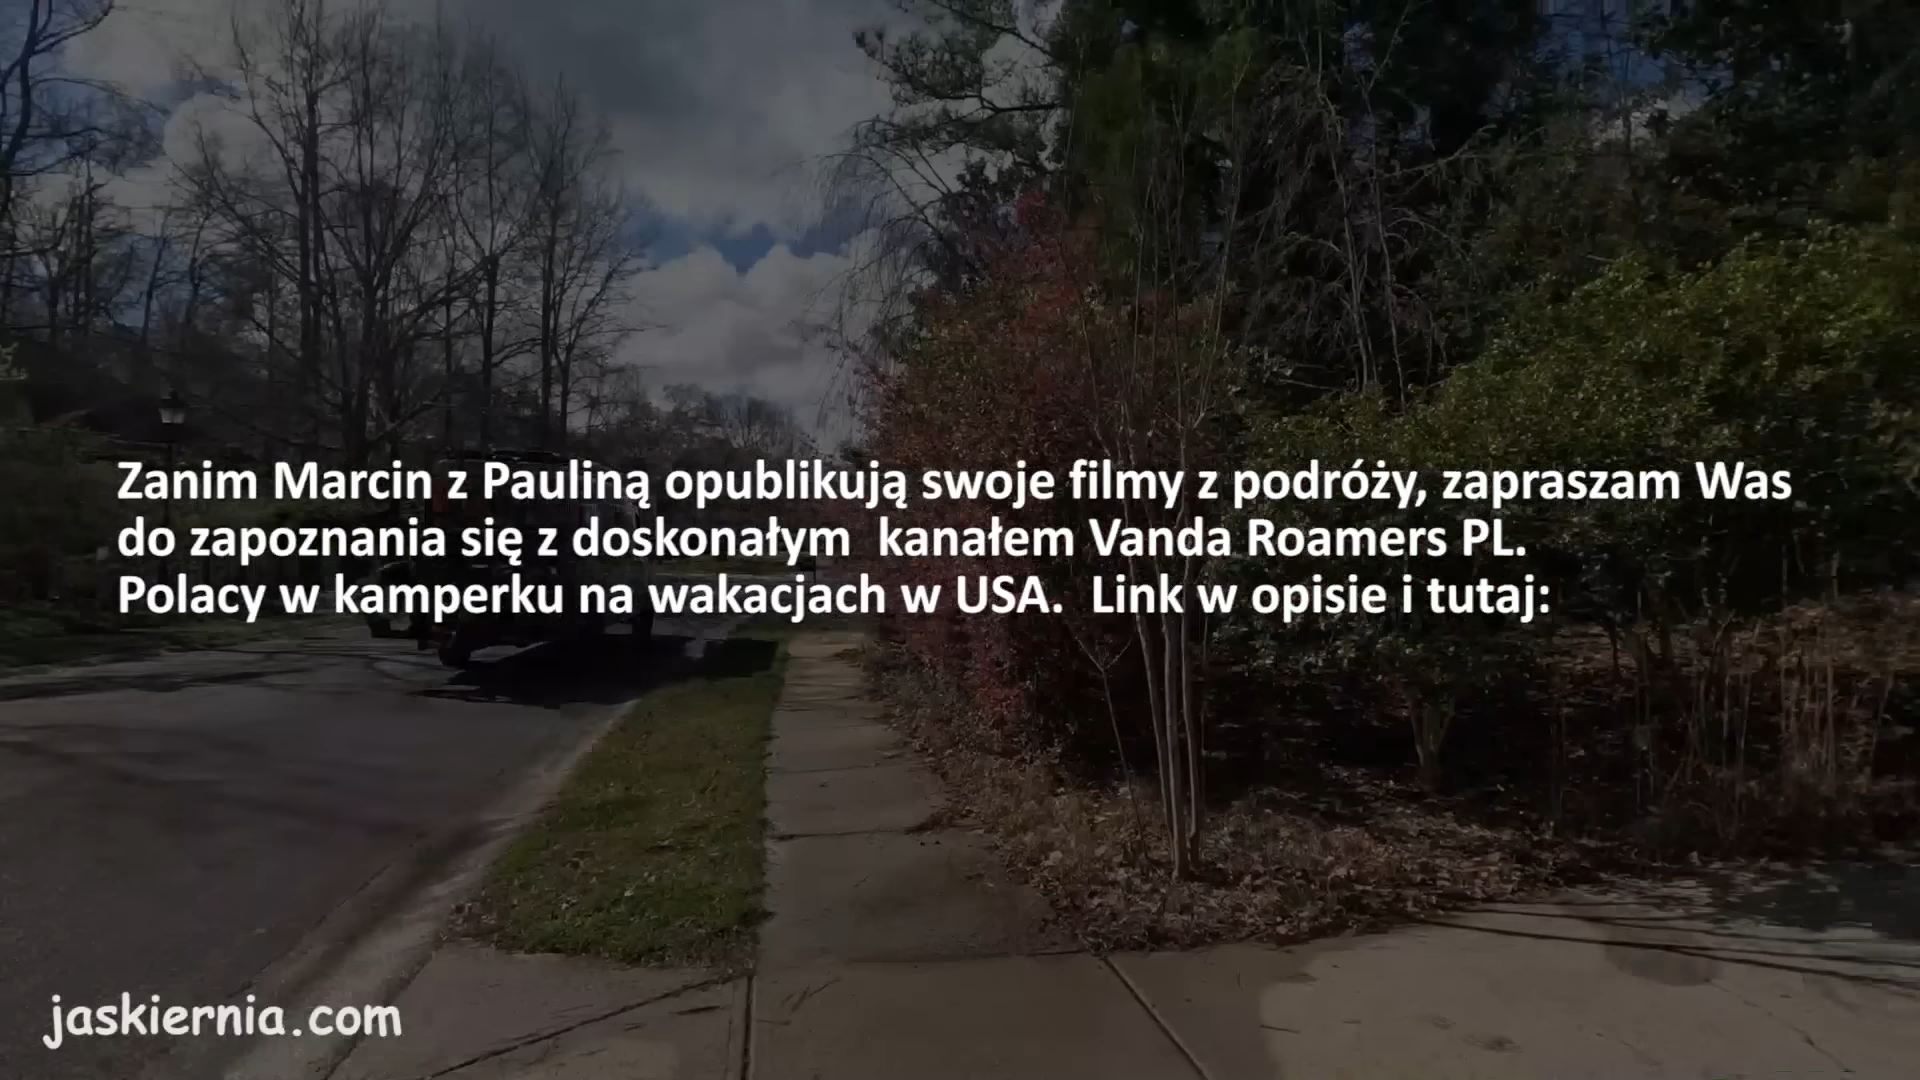 Zanim Marcin z Pauliną opublikują swoje filmy z podróży, zapraszam Was
do zapoznania się z doskonałym  kanałem Vanda Roamers PL.
Polacy w kamperku na wakacjach w USA.  Link w opisie i tutaj:
jaskiernia.com